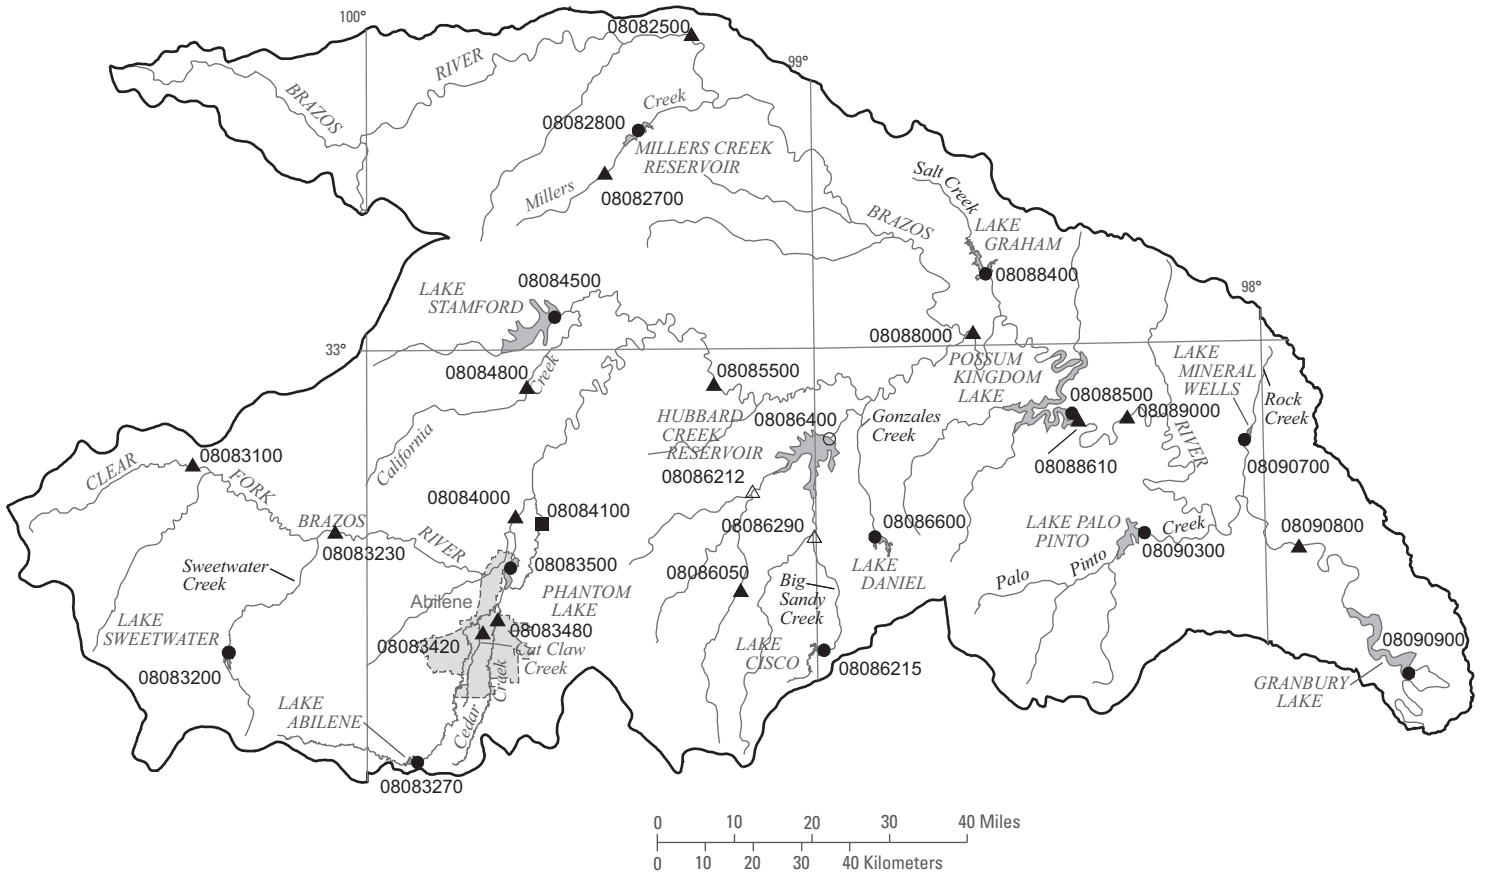 100°
08082500
99°
RIVER
BRAZOS
Creek
08082800
MILLERS CREEK
RESERVOIR
Millers
08082700
Salt Creek
BRAZOS
LAKE
GRAHAM
08088400
08084500
LAKE
STAMFORD
98°
33°
08088000
POSSUM
KINGDOM
LAKE
LAKE
MINERAL
WELLS
08084800
Creek
08085500
08088500
08089000
Rock
Creek
HUBBARD
CREEK
RESERVOIR
08086400
Gonzales
Creek
California
RIVER
08083100
CLEAR
FORK
08086212
08088610
08090700
08084000
08084100
BRAZOS
RIVER
08083230
08086290
08086600
LAKE PALO
PINTO
Creek
08090300
08090800
Sweetwater
Creek
08083500
08086050
LAKE
DANIEL
Palo
Pinto
Abilene
PHANTOM
LAKE
Big
Sandy
Creek
LAKE
SWEETWATER
08083480
08083420
Cat Claw
Creek
LAKE
CISCO
08090900
08083200
Creek
08086215
GRANBURY
LAKE
LAKE
ABILENE
Cedar
08083270
0 10 20 30 40 Miles
0 10 20 30 40 Kilometers